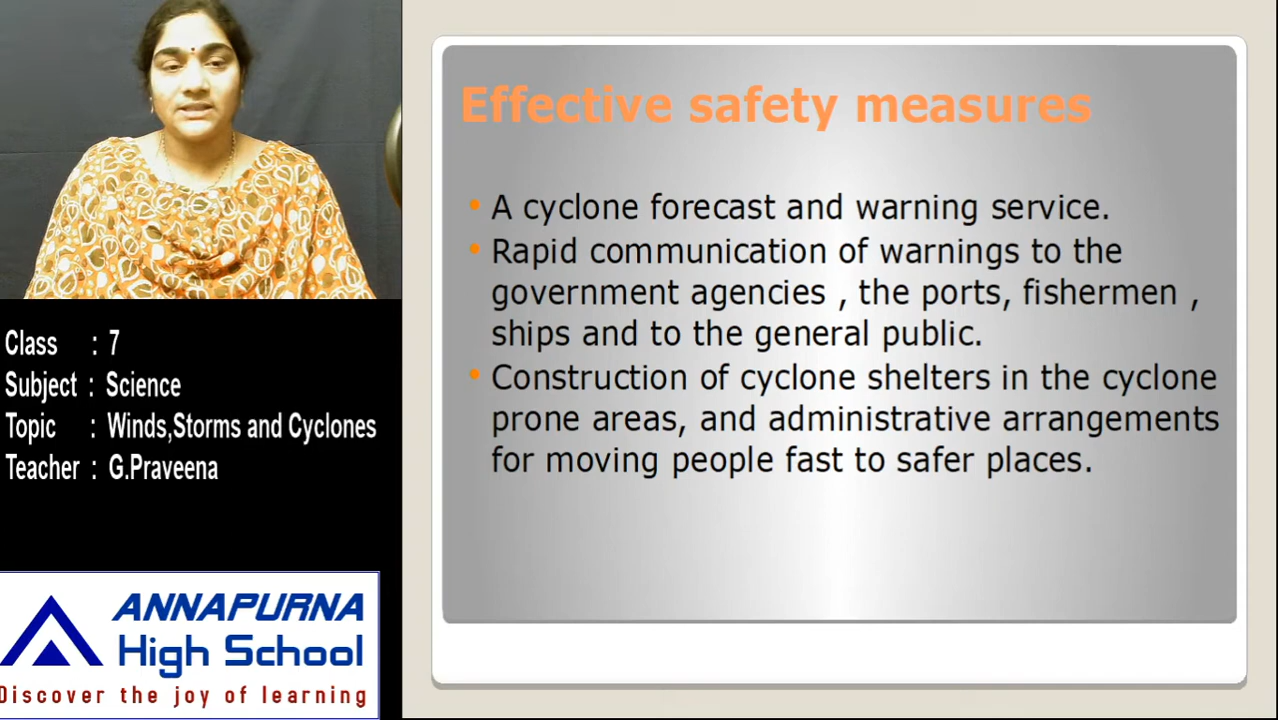 Effective safety measures
• A cyclone forecast and warning service.
• Rapid communication of warnings to the
government agencies , the ports, fishermen ,
ships and to the general public.
• Construction of cyclone shelters in the cyclone
prone areas, and administrative arrangements
for moving people fast to safer places.
Class : 7
Subject : Science
Topic : Winds,Storms and Cyclones
Teacher : G.Praveena
ANNAPURNA
High School
Discover the joy of learning